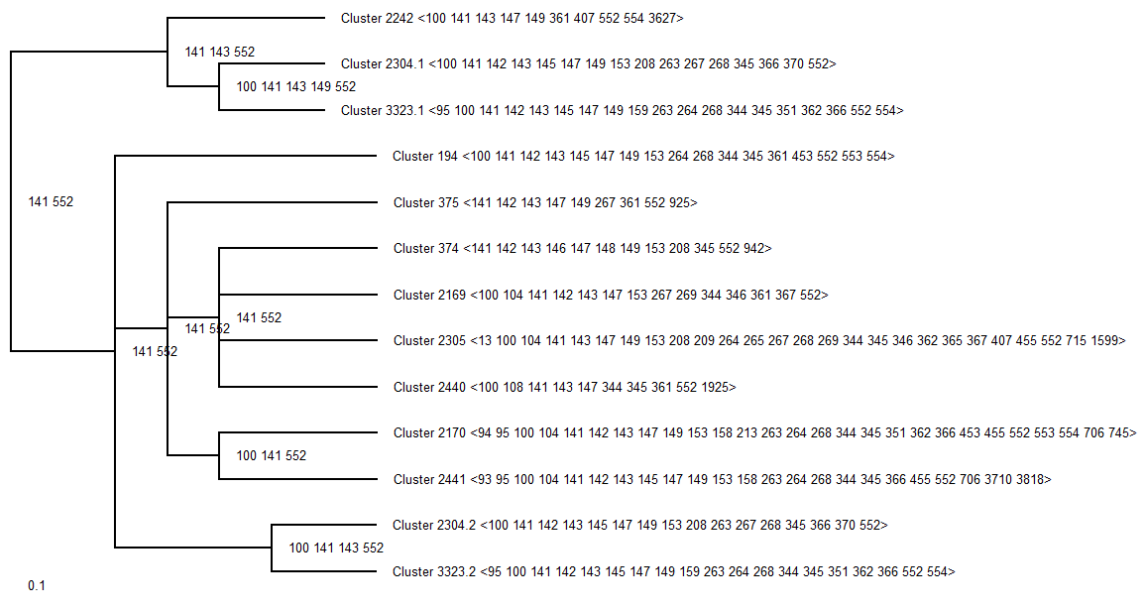 Cluster 2242 <100 141 143 147 149 361 407 552 554 3627>
141 143 552
Cluster 2304.1 <100 141 142 143 145 147 149 153 208 263 267 268 345 366 370 552>
100 141 143 149 552
Cluster 3323.1 <95 100 141 142 143 145 147 149 159 263 264 268 344 345 351 362 366 552 554>
Cluster 194 <100 141 142 143 145 147 149 153 264 268 344 345 361 453 552 553 554>
141 552
Cluster 375 <141 142 143 147 149 267 361 552 925>
Cluster 374 <141 142 143 146 147 148 149 153 208 345 552 942>
Cluster 2169 <100 104 141 142 143 147 153 267 269 344 346 361 367 552>
141 552
141 552
Cluster 2305 <13 100 104 141 143 147 149 153 208 209 264 265 267 268 269 344 345 346 362 365 367 407 455 552 715 1599>
141 552
Cluster 2440 <100 108 141 143 147 344 345 361 552 1925>
Cluster 2170 <94 95 100 104 141 142 143 147 149 153 158 213 263 264 268 344 345 351 362 366 453 455 552 553 554 706 745>
100 141 552
Cluster 2441 <93 95 100 104 141 142 143 145 147 149 153 158 263 264 268 344 345 366 455 552 706 3710 3818>
Cluster 2304.2 <100 141 142 143 145 147 149 153 208 263 267 268 345 366 370 552>
100 141 143 552
Cluster 3323.2 <95 100 141 142 143 145 147 149 159 263 264 268 344 345 351 362 366 552 554>
0.1